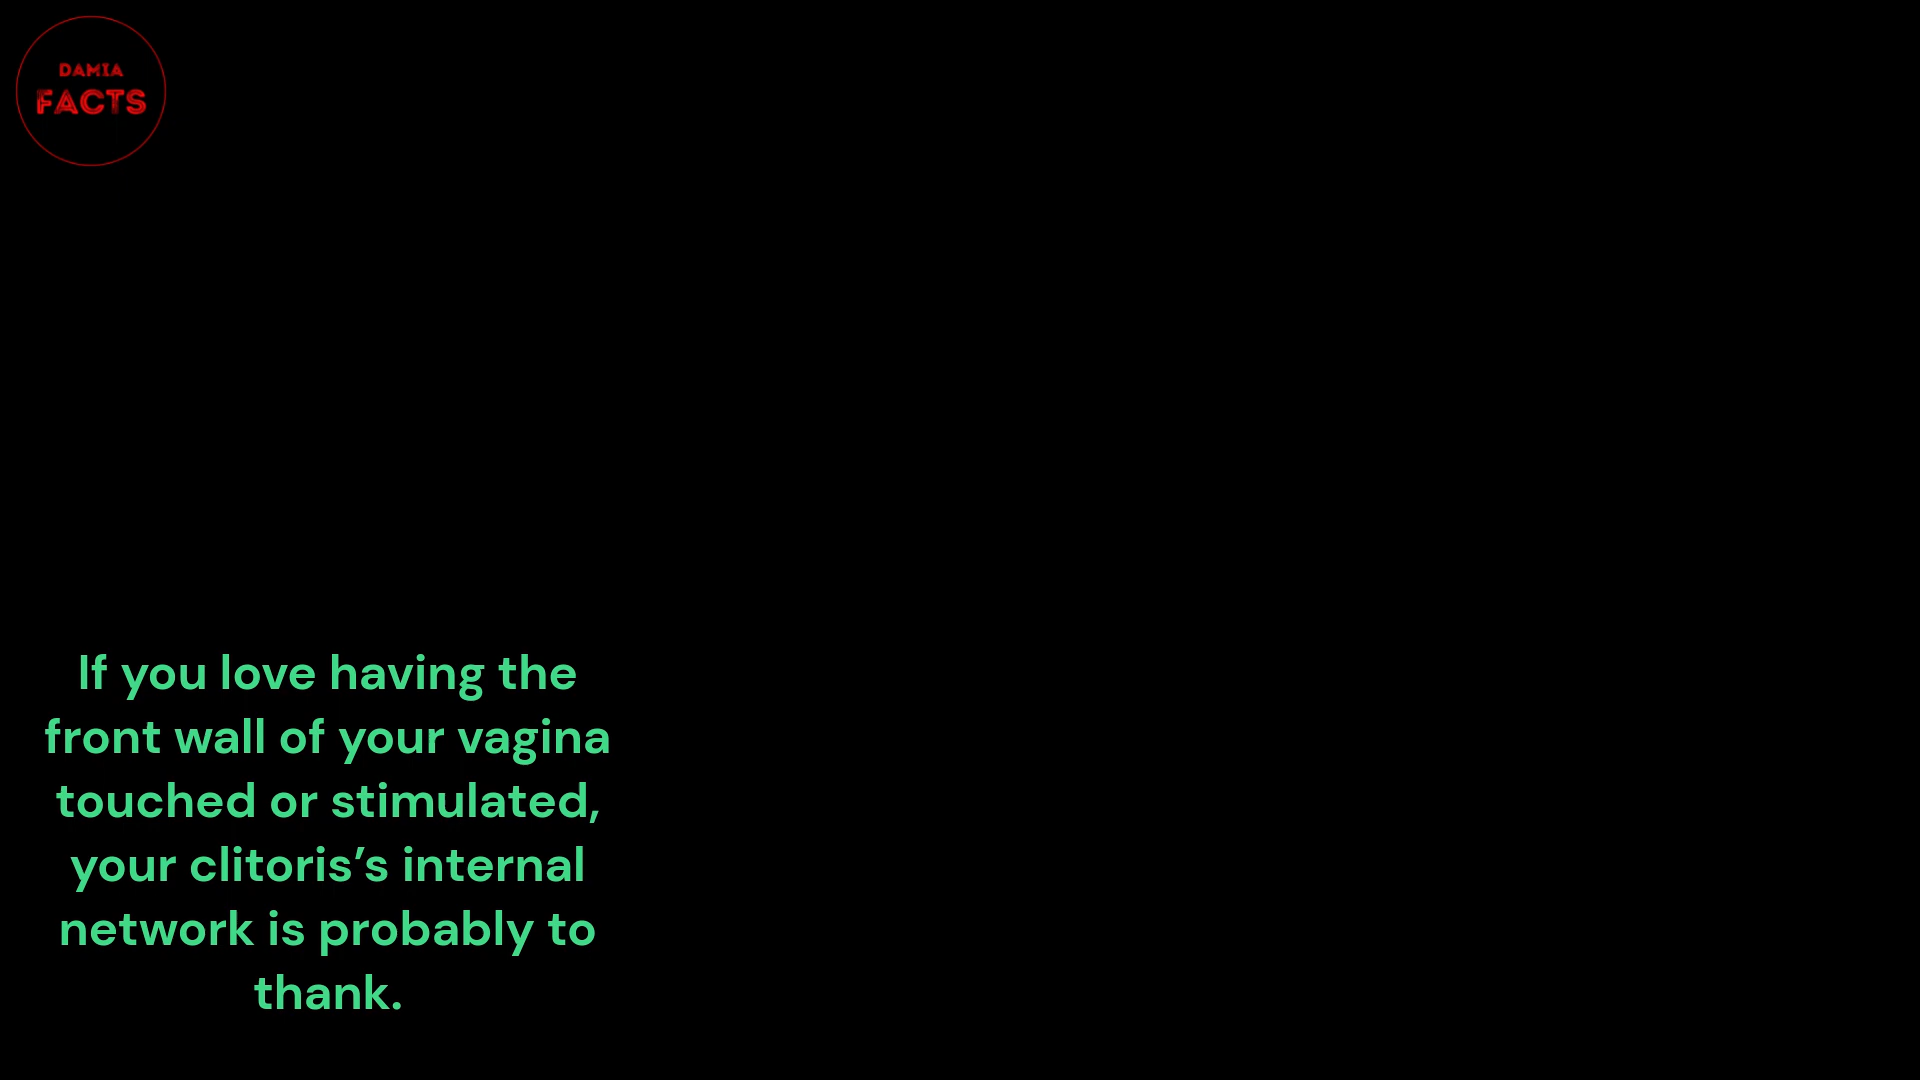 DAMIA
FACTS
If you love having the
front wall of your vagina
touched or stimulated,
your clitoris’s internal
network is probably to
thank.